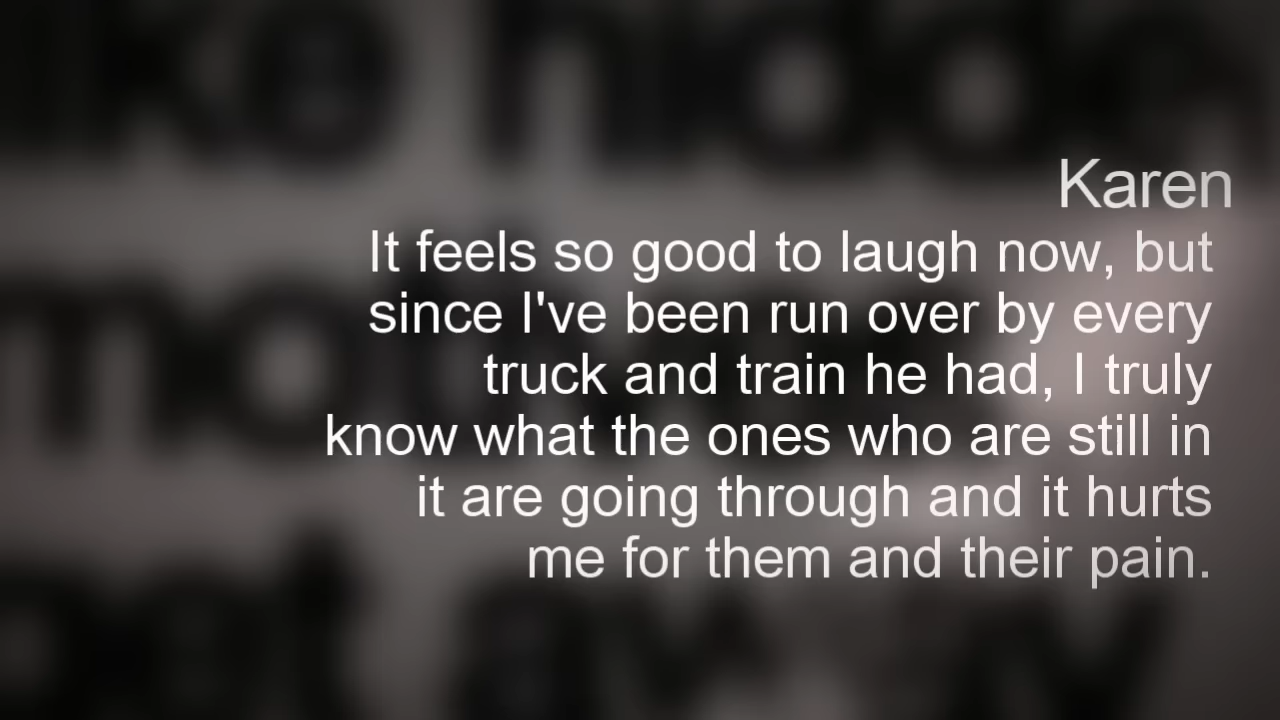 Karen
It feels so good to laugh now, but
since I've been run over by every
truck and train he had, I truly
know what the ones who are still in
it are going through and it hurts
me for them and their pain.